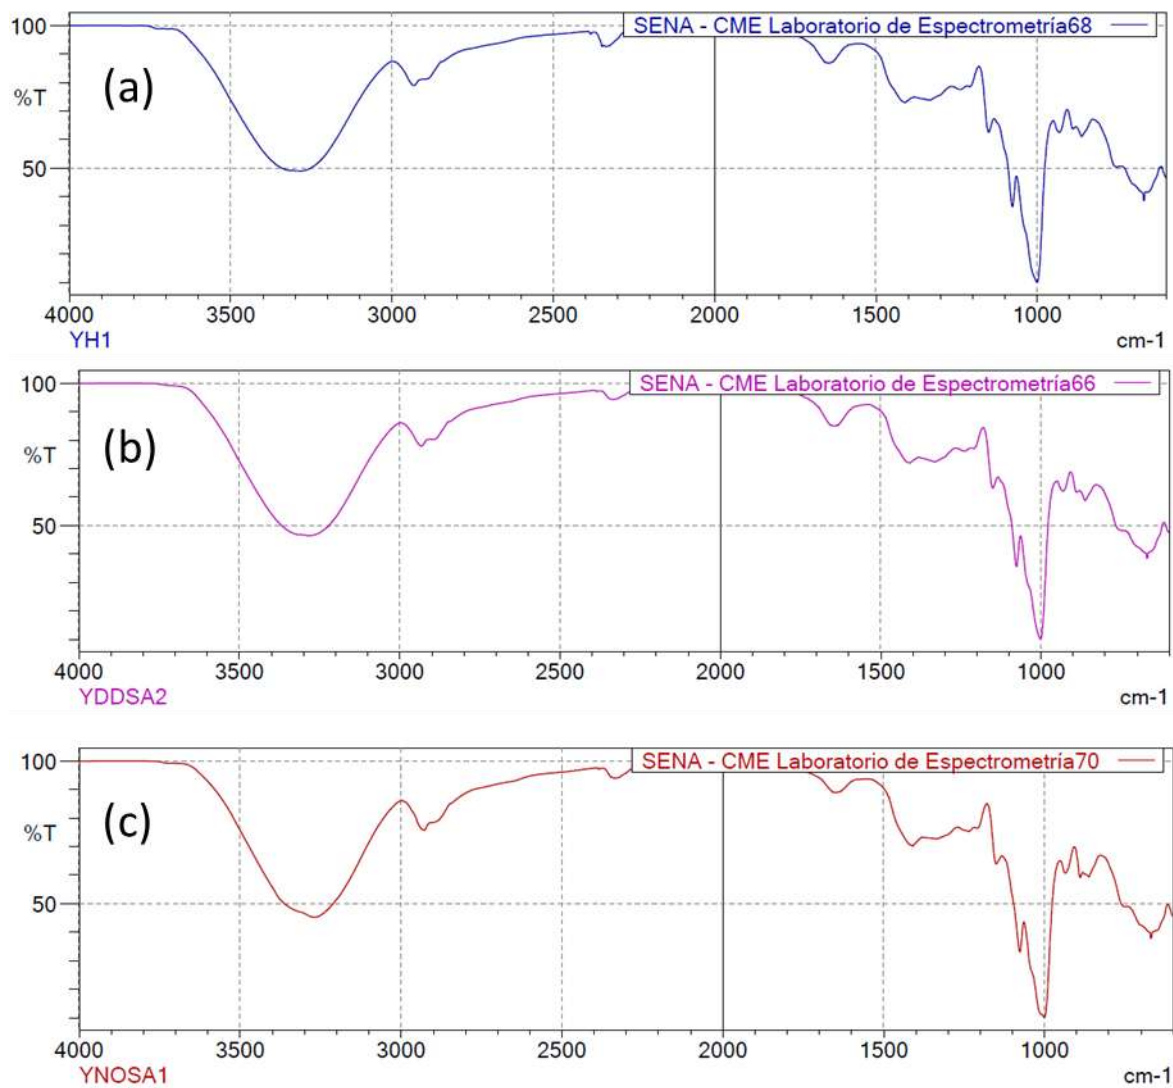 100
SENA - CME Laboratorio de Espectrometría68
(a)
%T
50
4000 3500 3000 2500 2000 1500 1000
YH1 cm-1
100
SENA - CME Laboratorio de Espectrometría66
(b)
%T
50
4000 3500 3000 2500 2000 1500 1000
YDDSA2 cm-1
100
SENA - CME Laboratorio de Espectrometría70
(c)
%T
50
4000 3500 3000 2500 2000 1500 1000
YNOSA1 cm-1